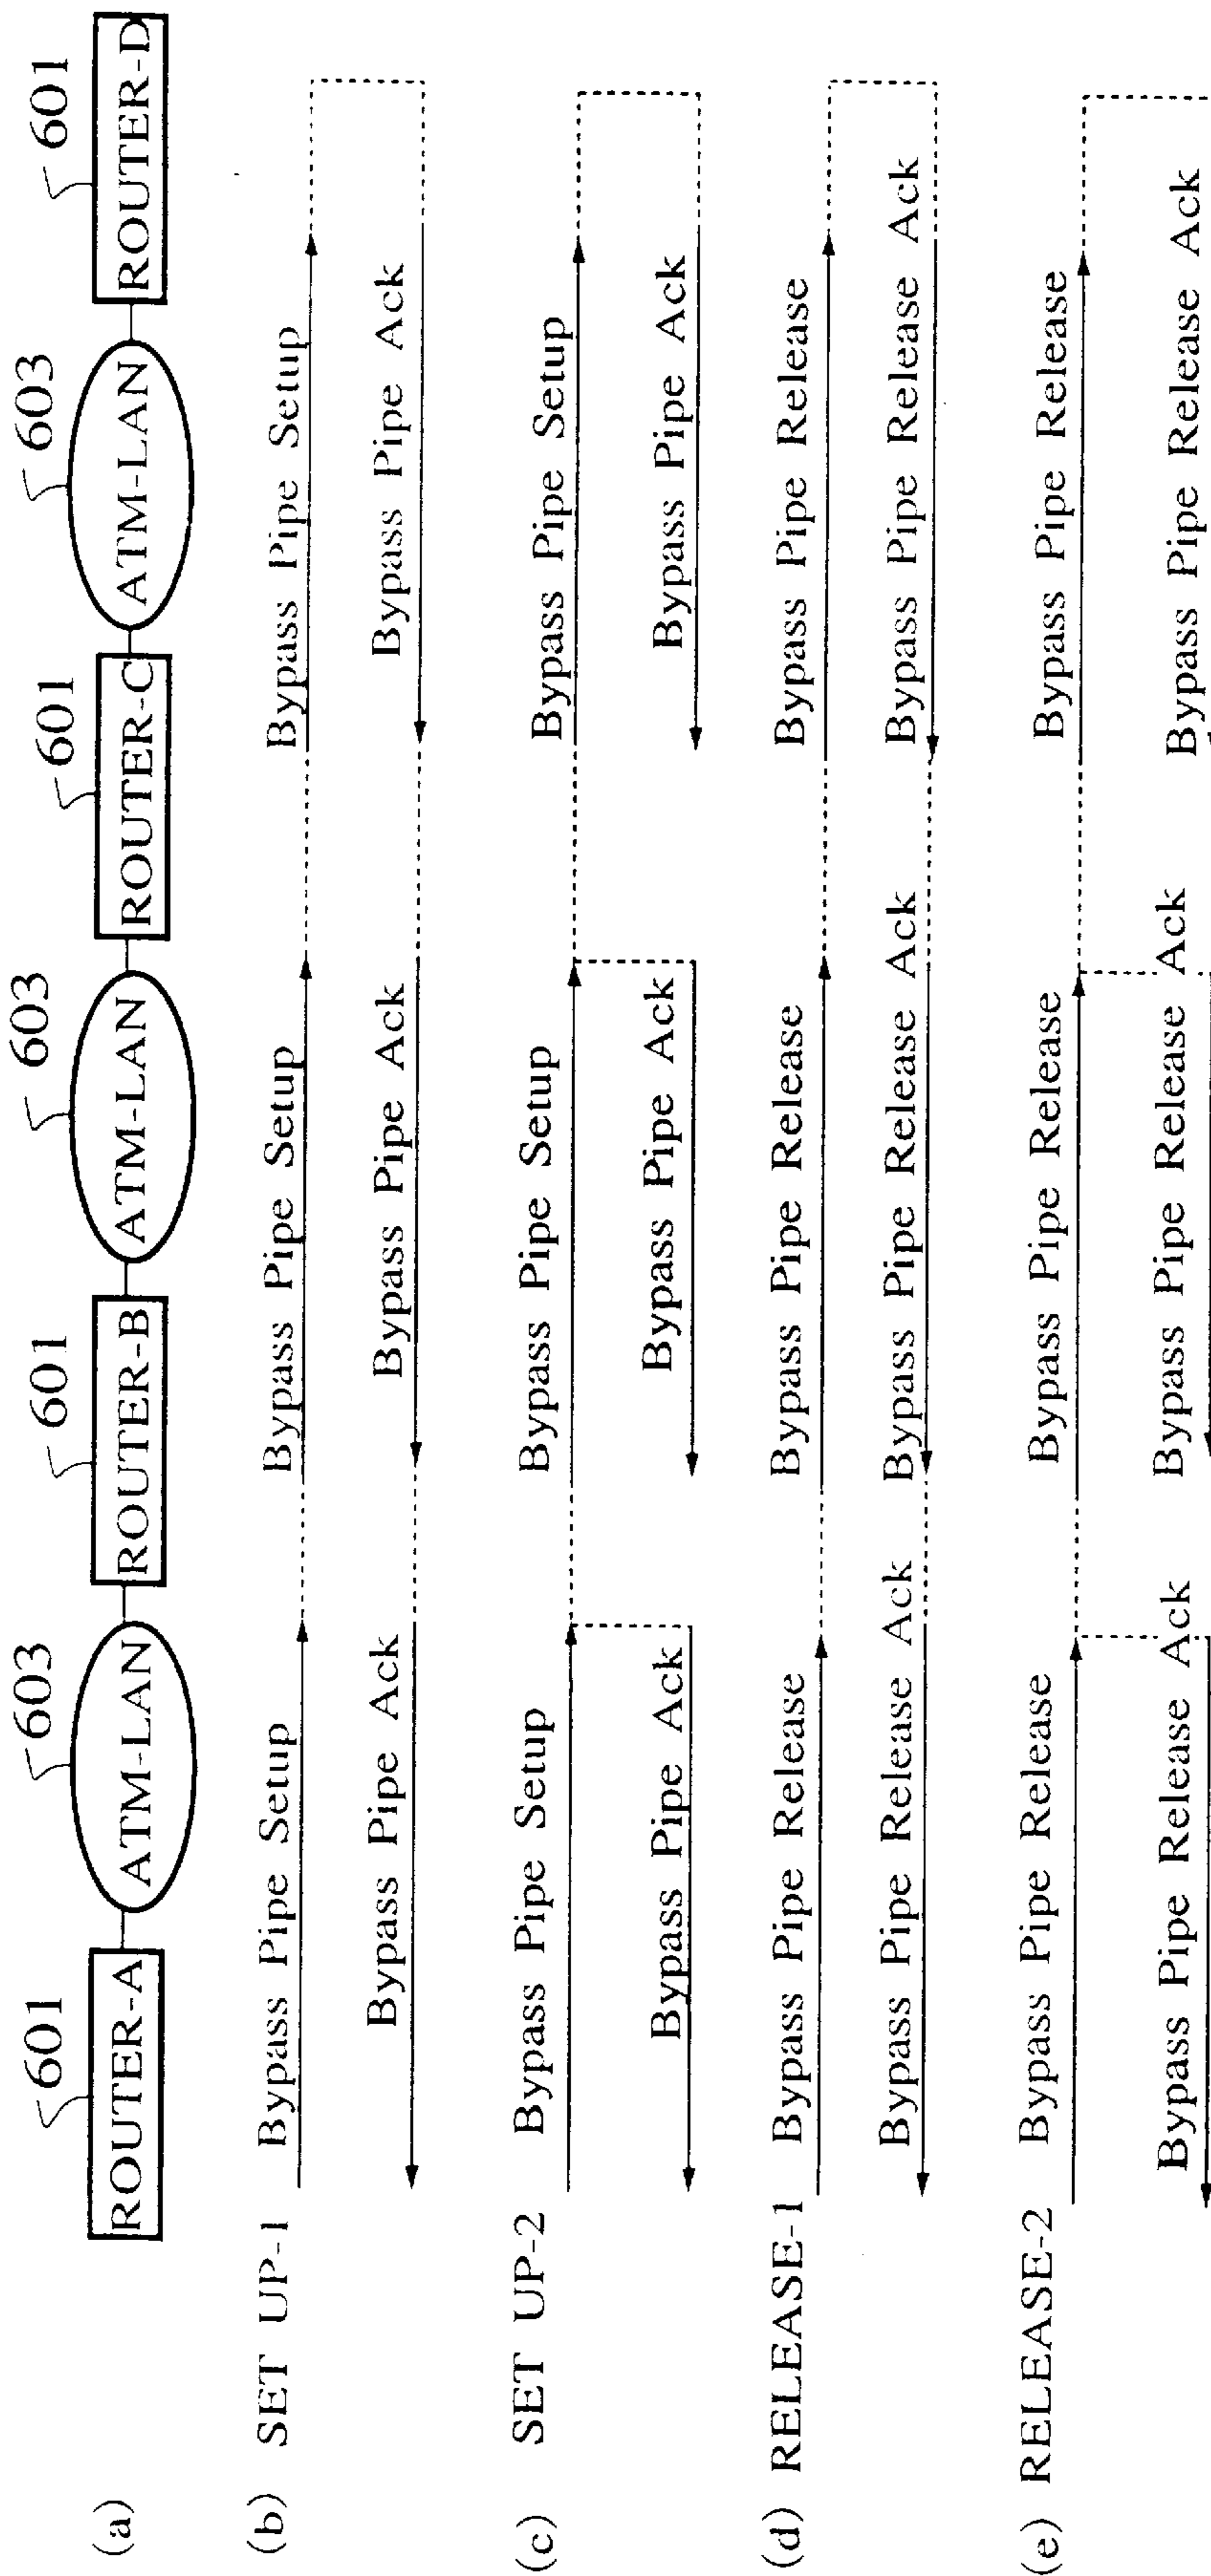 601 603 601 603 601 603 601
(a) ROUTER-A ATM-LAN ROUTER-B ATM-LAN ROUTER-C ATM-LAN ROUTER-D
(b) SET UP-1 Bypass Pipe Setup Bypass Pipe Setup Bypass Pipe Setup
Bypass Pipe Ack Bypass Pipe Ack Bypass Pipe Ack
(c) SET UP-2 Bypass Pipe Setup Bypass Pipe Setup Bypass Pipe Setup
Bypass Pipe Ack Bypass Pipe Ack Bypass Pipe Ack
(d) RELEASE-1 Bypass Pipe Release Bypass Pipe Release Bypass Pipe Release
Bypass Pipe Release Ack Bypass Pipe Release Ack Bypass Pipe Release Ack
(e) RELEASE-2 Bypass Pipe Release Bypass Pipe Release Bypass Pipe Release
Bypass Pipe Release Ack Bypass Pipe Release Ack Bypass Pipe Release Ack